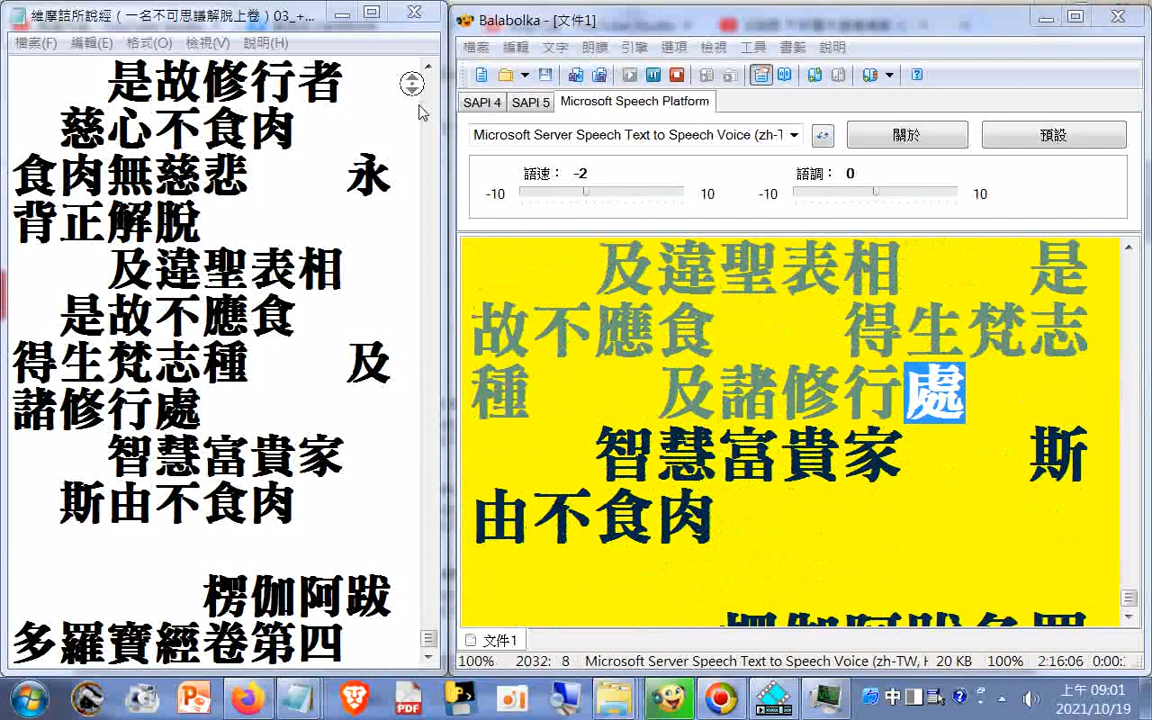 維摩詰所說經（一名不可思議解脫上卷）03_+...
檔案(F) 編輯(E) 格式(O) 檢視(V) 說明(H)
是故修行者
慈心不食肉
食肉無慈悲 永
背正解脫
及違聖表相
是故不應食
得生梵志種 及
諸修行處
智慧富貴家
斯由不食肉
楞伽阿跋
多羅寶經卷第四
Balabolka - [文件1]
檔案 編輯 文字 朗讀 引擎 選項 檢視 工具 書籤 說明
SAPI 4 SAPI 5 Microsoft Speech Platform
Microsoft Server Speech Text to Speech Voice (zh-T
關於 預設
語速： -2 語調： 0
-10 10 -10 10
及違聖表相 是
故不應食 得生梵志
種 及諸修行處
智慧富貴家 斯
由不食肉
楞伽阿跋多羅
文件1
100% 2032: 8 Microsoft Server Speech Text to Speech Voice (zh-TW, H 20 KB 100% 2:16:06 0:00:
中
PDF
上午 09:01
2021/10/19